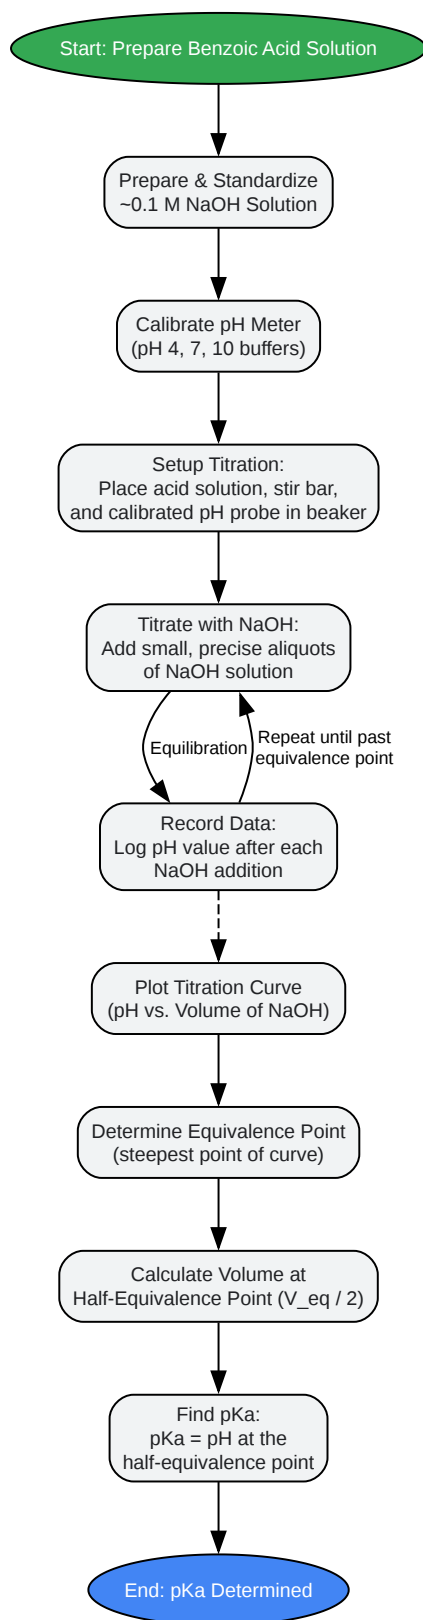 Start: Prepare Benzoic Acid Solution
Prepare & Standardize
~0.1 M NaOH Solution
Calibrate pH Meter
(pH 4, 7, 10 buffers)
Setup Titration:
Place acid solution, stir bar,
and calibrated pH probe in beaker
Titrate with NaOH:
Add small, precise aliquots
of NaOH solution
Equilibration
Repeat until past
equivalence point
Record Data:
Log pH value after each
NaOH addition
Plot Titration Curve
(pH vs. Volume of NaOH)
Determine Equivalence Point
(steepest point of curve)
Calculate Volume at
Half-Equivalence Point (V_eq / 2)
Find pKa:
pKa = pH at the
half-equivalence point
End: pKa Determined